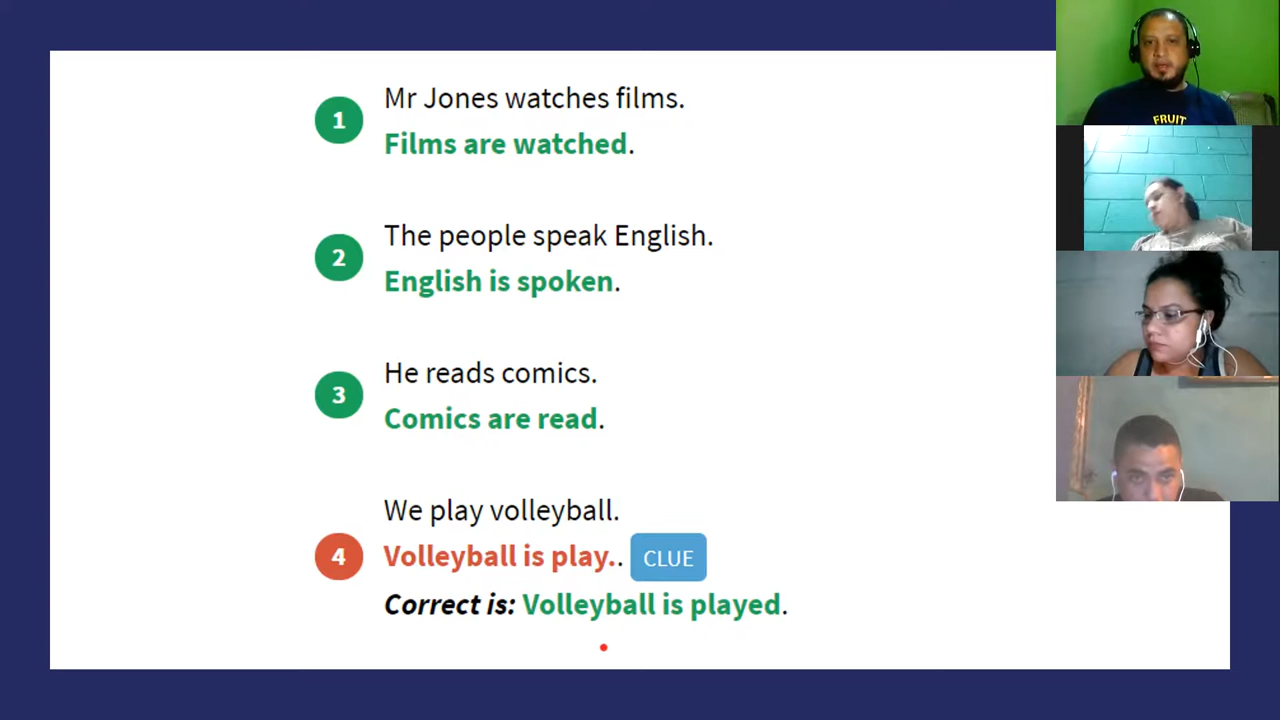 1
Mr Jones watches films.
Films are watched.
2
The people speak English.
English is spoken.
3
He reads comics.
Comics are read.
4
We play volleyball.
Volleyball is play.. CLUE
Correct is: Volleyball is played.
FRUIT